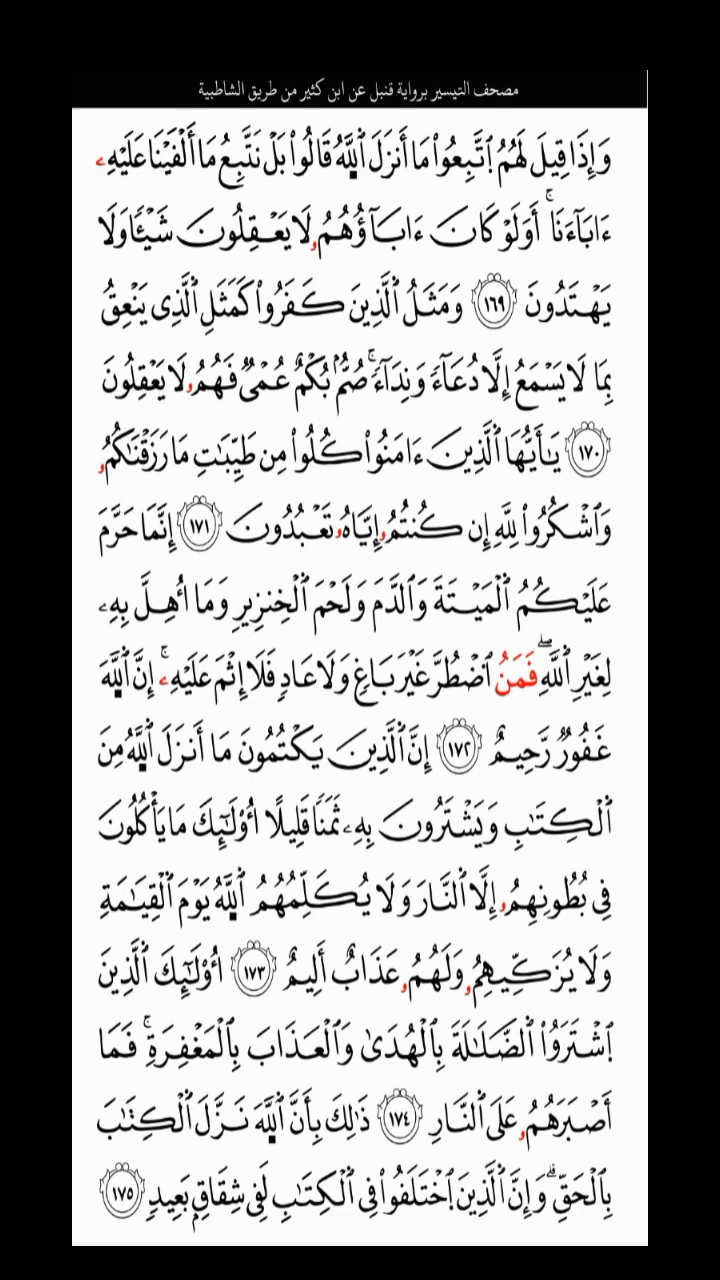 مصحف التيسير برواية قنبل عن ابن كثير من طريق الشاطبية
وَإِذَا قِيلَ لَهُمُ ٱتَّبِعُواْ مَا أَنزَلَ ٱللَّهُ قَالُواْ بَلۡ نَتَّبِعُ مَا أَلۡفَيۡنَا عَلَيۡهِۦ
ءَابَآءَنَاۚ أَوَلَوۡ كَانَ ءَابَآؤُهُمُۥ لَا يَعۡقِلُونَ شَيۡـًٔا وَلَا
يَهۡتَدُونَ ١٦٩ وَمَثَلُ ٱلَّذِينَ كَفَرُواْ كَمَثَلِ ٱلَّذِي يَنۡعِقُ
بِمَا لَا يَسۡمَعُ إِلَّا دُعَآءٗ وَنِدَآءٗۚ صُمُّۢ بُكۡمٌ عُمۡيٞ فَهُمُۥ لَا يَعۡقِلُونَ
١٧٠ يَٰٓأَيُّهَا ٱلَّذِينَ ءَامَنُواْ كُلُواْ مِن طَيِّبَٰتِ مَا رَزَقۡنَٰكُمُۥ
وَٱشۡكُرُواْ لِلَّهِ إِن كُنتُمُۥ إِيَّاهُۥ تَعۡبُدُونَ ١٧١ إِنَّمَا حَرَّمَ
عَلَيۡكُمُ ٱلۡمَيۡتَةَ وَٱلدَّمَ وَلَحۡمَ ٱلۡخِنزِيرِ وَمَا أُهِلَّ بِهِۦ
لِغَيۡرِ ٱللَّهِۖ فَمَنُ ٱضۡطُرَّ غَيۡرَ بَاغٖ وَلَا عَادٖ فَلَا إِثۡمَ عَلَيۡهِۦۚ إِنَّ ٱللَّهَ
غَفُورٞ رَّحِيمٌ ١٧٢ إِنَّ ٱلَّذِينَ يَكۡتُمُونَ مَا أَنزَلَ ٱللَّهُ مِنَ
ٱلۡكِتَٰبِ وَيَشۡتَرُونَ بِهِۦ ثَمَنٗا قَلِيلًا أُوْلَٰٓئِكَ مَا يَأۡكُلُونَ
فِي بُطُونِهِمُۥ إِلَّا ٱلنَّارَ وَلَا يُكَلِّمُهُمُ ٱللَّهُ يَوۡمَ ٱلۡقِيَٰمَةِ
وَلَا يُزَكِّيهِمُۥ وَلَهُمُۥ عَذَابٌ أَلِيمٌ ١٧٣ أُوْلَٰٓئِكَ ٱلَّذِينَ
ٱشۡتَرَوُاْ ٱلضَّلَٰلَةَ بِٱلۡهُدَىٰ وَٱلۡعَذَابَ بِٱلۡمَغۡفِرَةِۚ فَمَا
أَصۡبَرَهُمُۥ عَلَى ٱلنَّارِ ١٧٤ ذَٰلِكَ بِأَنَّ ٱللَّهَ نَزَّلَ ٱلۡكِتَٰبَ
بِٱلۡحَقِّۗ وَإِنَّ ٱلَّذِينَ ٱخۡتَلَفُواْ فِي ٱلۡكِتَٰبِ لَفِي شِقَاقِۭ بَعِيدٖ ١٧٥